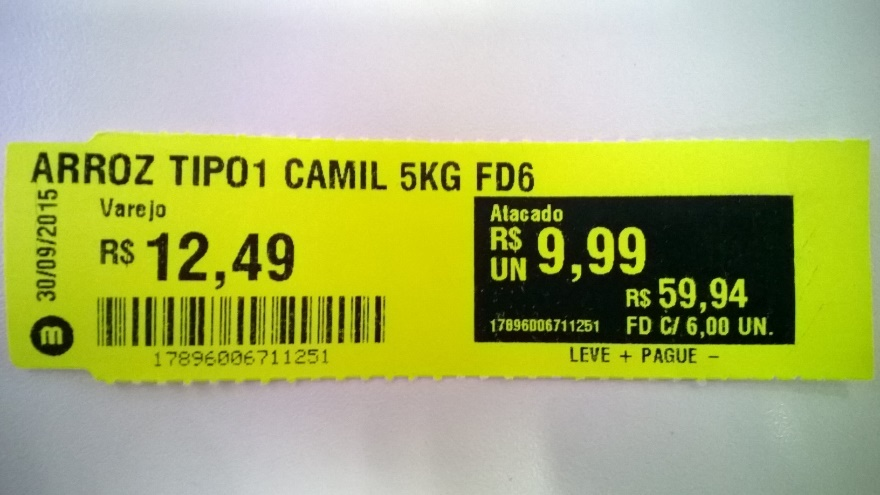 ARROZ TIPO1 CAMIL 5KG FD6
30/09/2015
m
Varejo
R$ 12,49
17896006711251
Atacado
R$ UN 9,99
R$ 59,94
17896006711251 FD C/ 6,00 UN.
LEVE + PAGUE -